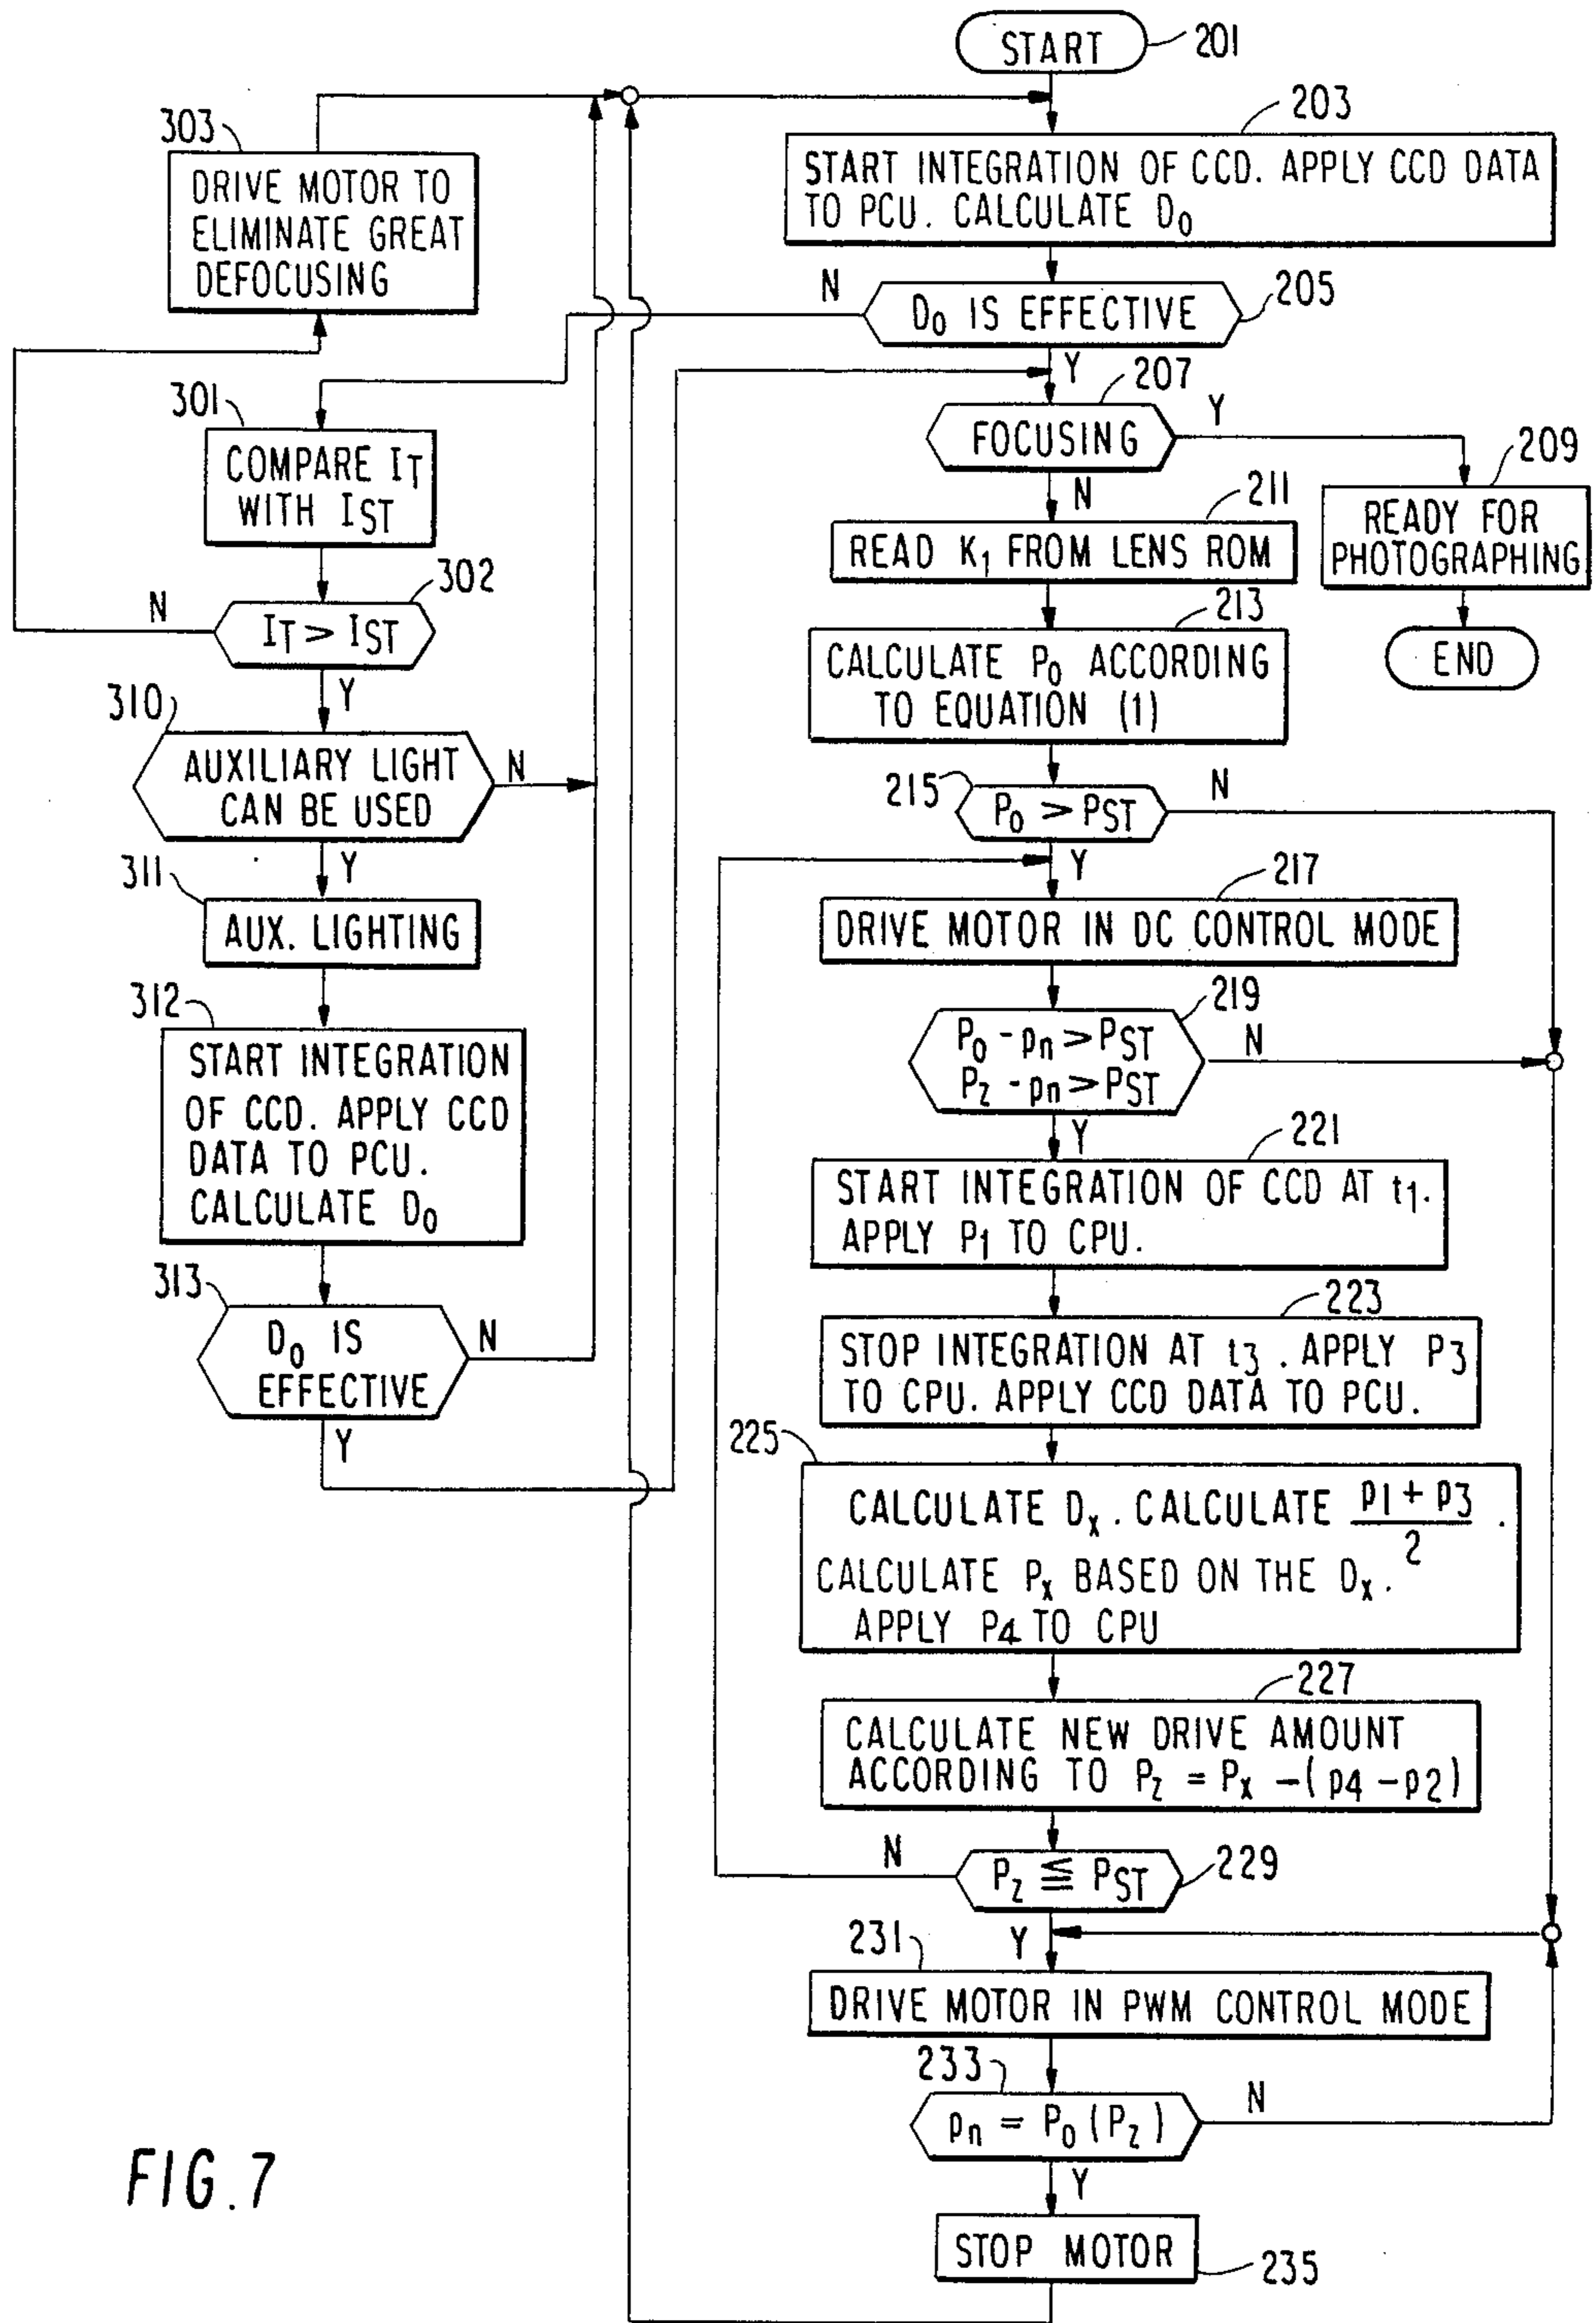 START
201
203
START INTEGRATION OF CCD. APPLY CCD DATA
TO PCU. CALCULATE D0
N
D0 IS EFFECTIVE
205
Y
207
FOCUSING
Y
N
209
READY FOR
PHOTOGRAPHING
END
211
READ K1 FROM LENS ROM
213
CALCULATE P0 ACCORDING
TO EQUATION (1)
215
P0 > PST
N
Y
217
DRIVE MOTOR IN DC CONTROL MODE
219
P0 - pn > PST
Pz - pn > PST
N
Y
221
START INTEGRATION OF CCD AT t1.
APPLY P1 TO CPU.
223
STOP INTEGRATION AT t3. APPLY P3
TO CPU. APPLY CCD DATA TO PCU.
225
CALCULATE Dx. CALCULATE (p1 + p3)/2.
CALCULATE Px BASED ON THE Dx.
APPLY P4 TO CPU
227
CALCULATE NEW DRIVE AMOUNT
ACCORDING TO Pz = Px -(p4 -p2)
N
Pz ≦ PST
229
Y
231
DRIVE MOTOR IN PWM CONTROL MODE
233
pn = P0 (Pz)
N
Y
STOP MOTOR
235
303
DRIVE MOTOR TO
ELIMINATE GREAT
DEFOCUSING
301
COMPARE IT
WITH IST
302
N
IT > IST
Y
310
AUXILIARY LIGHT
CAN BE USED
N
Y
311
AUX. LIGHTING
312
START INTEGRATION
OF CCD. APPLY CCD
DATA TO PCU.
CALCULATE D0
313
D0 IS
EFFECTIVE
N
Y
FIG. 7